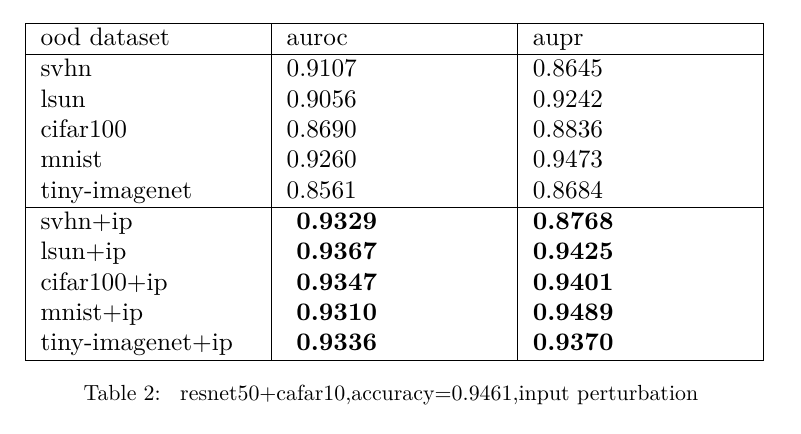 ood dataset auroc aupr
svhn 0.9107 0.8645
lsun 0.9056 0.9242
cifar100 0.8690 0.8836
mnist 0.9260 0.9473
tiny-imagenet 0.8561 0.8684
svhn+ip 0.9329 0.8768
lsun+ip 0.9367 0.9425
cifar100+ip 0.9347 0.9401
mnist+ip 0.9310 0.9489
tiny-imagenet+ip 0.9336 0.9370
Table 2: resnet50+cafar10,accuracy=0.9461,input perturbation